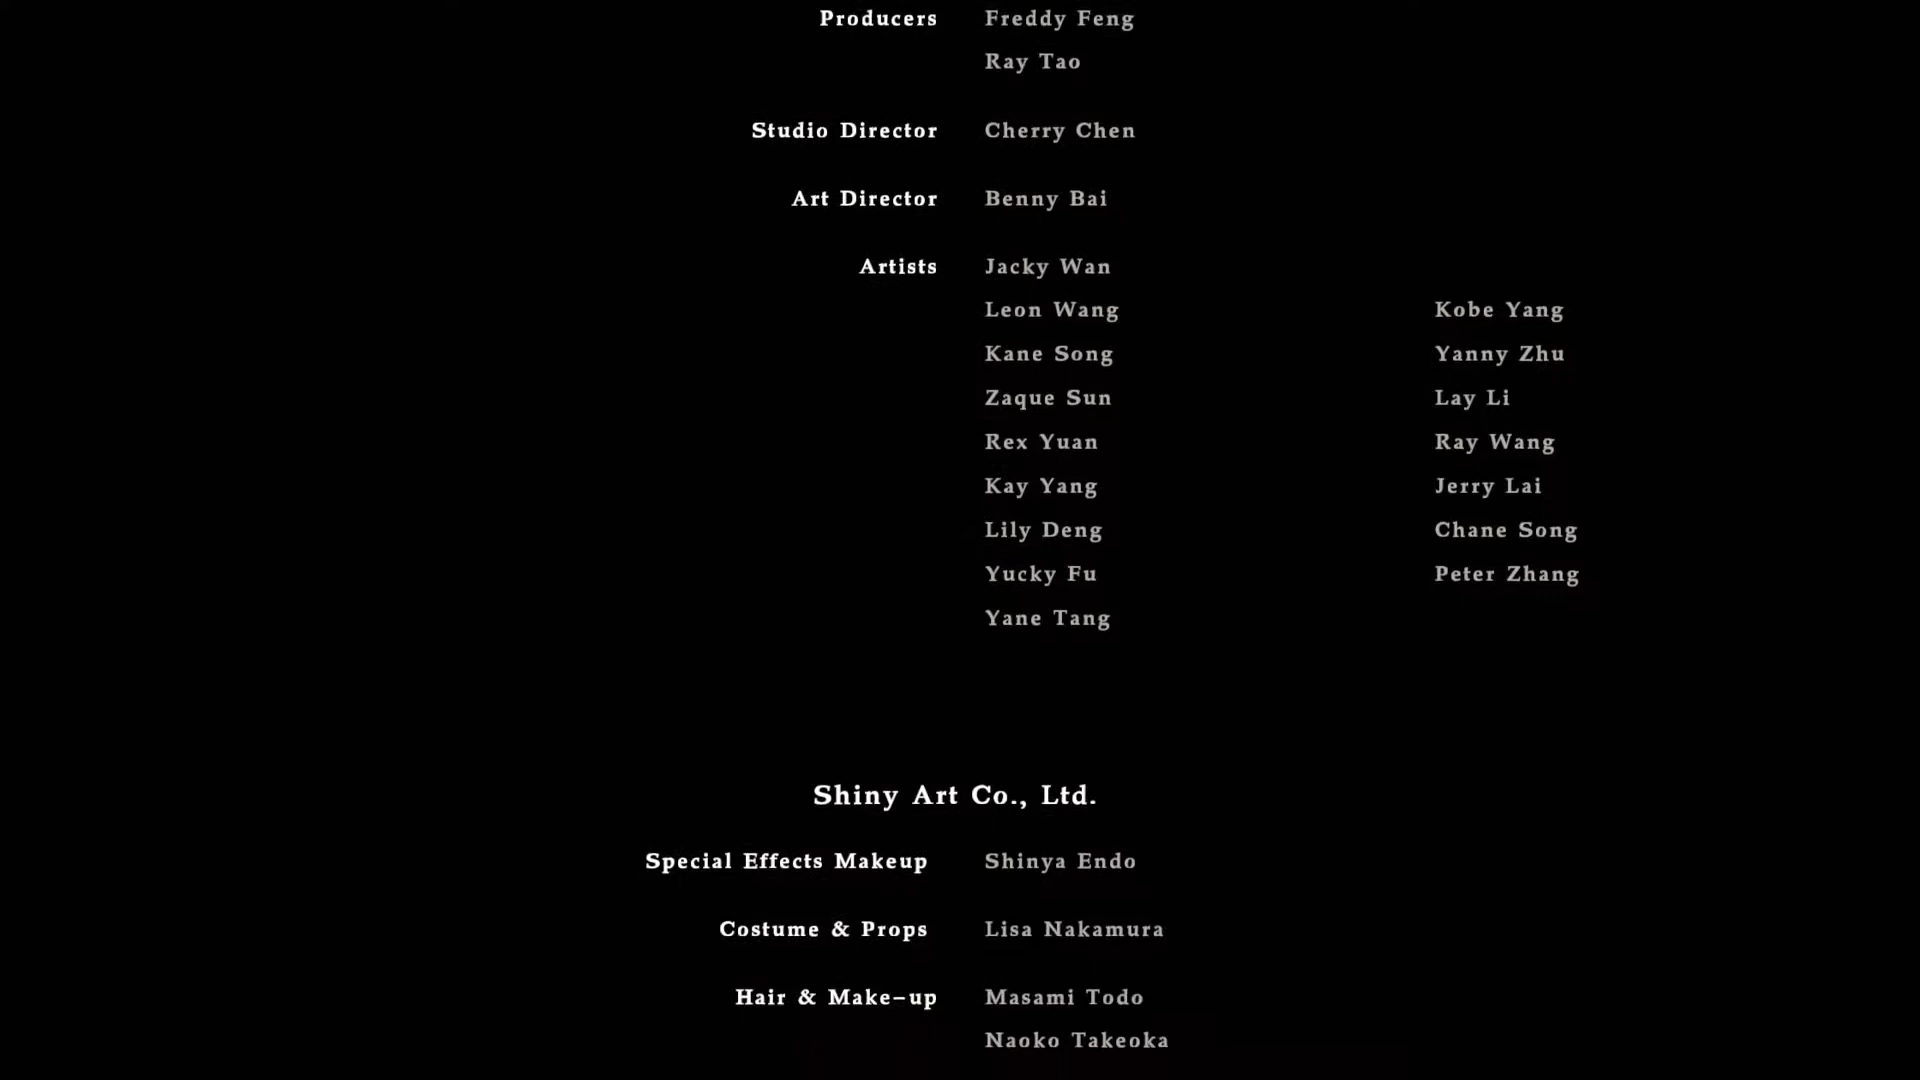 Producers Freddy Feng
Ray Tao
Studio Director Cherry Chen
Art Director Benny Bai
Artists Jacky Wan
Leon Wang Kobe Yang
Kane Song Yanny Zhu
Zaque Sun Lay Li
Rex Yuan Ray Wang
Kay Yang Jerry Lai
Lily Deng Chane Song
Yucky Fu Peter Zhang
Yane Tang
Shiny Art Co., Ltd.
Special Effects Makeup Shinya Endo
Costume & Props Lisa Nakamura
Hair & Make-up Masami Todo
Naoko Takeoka